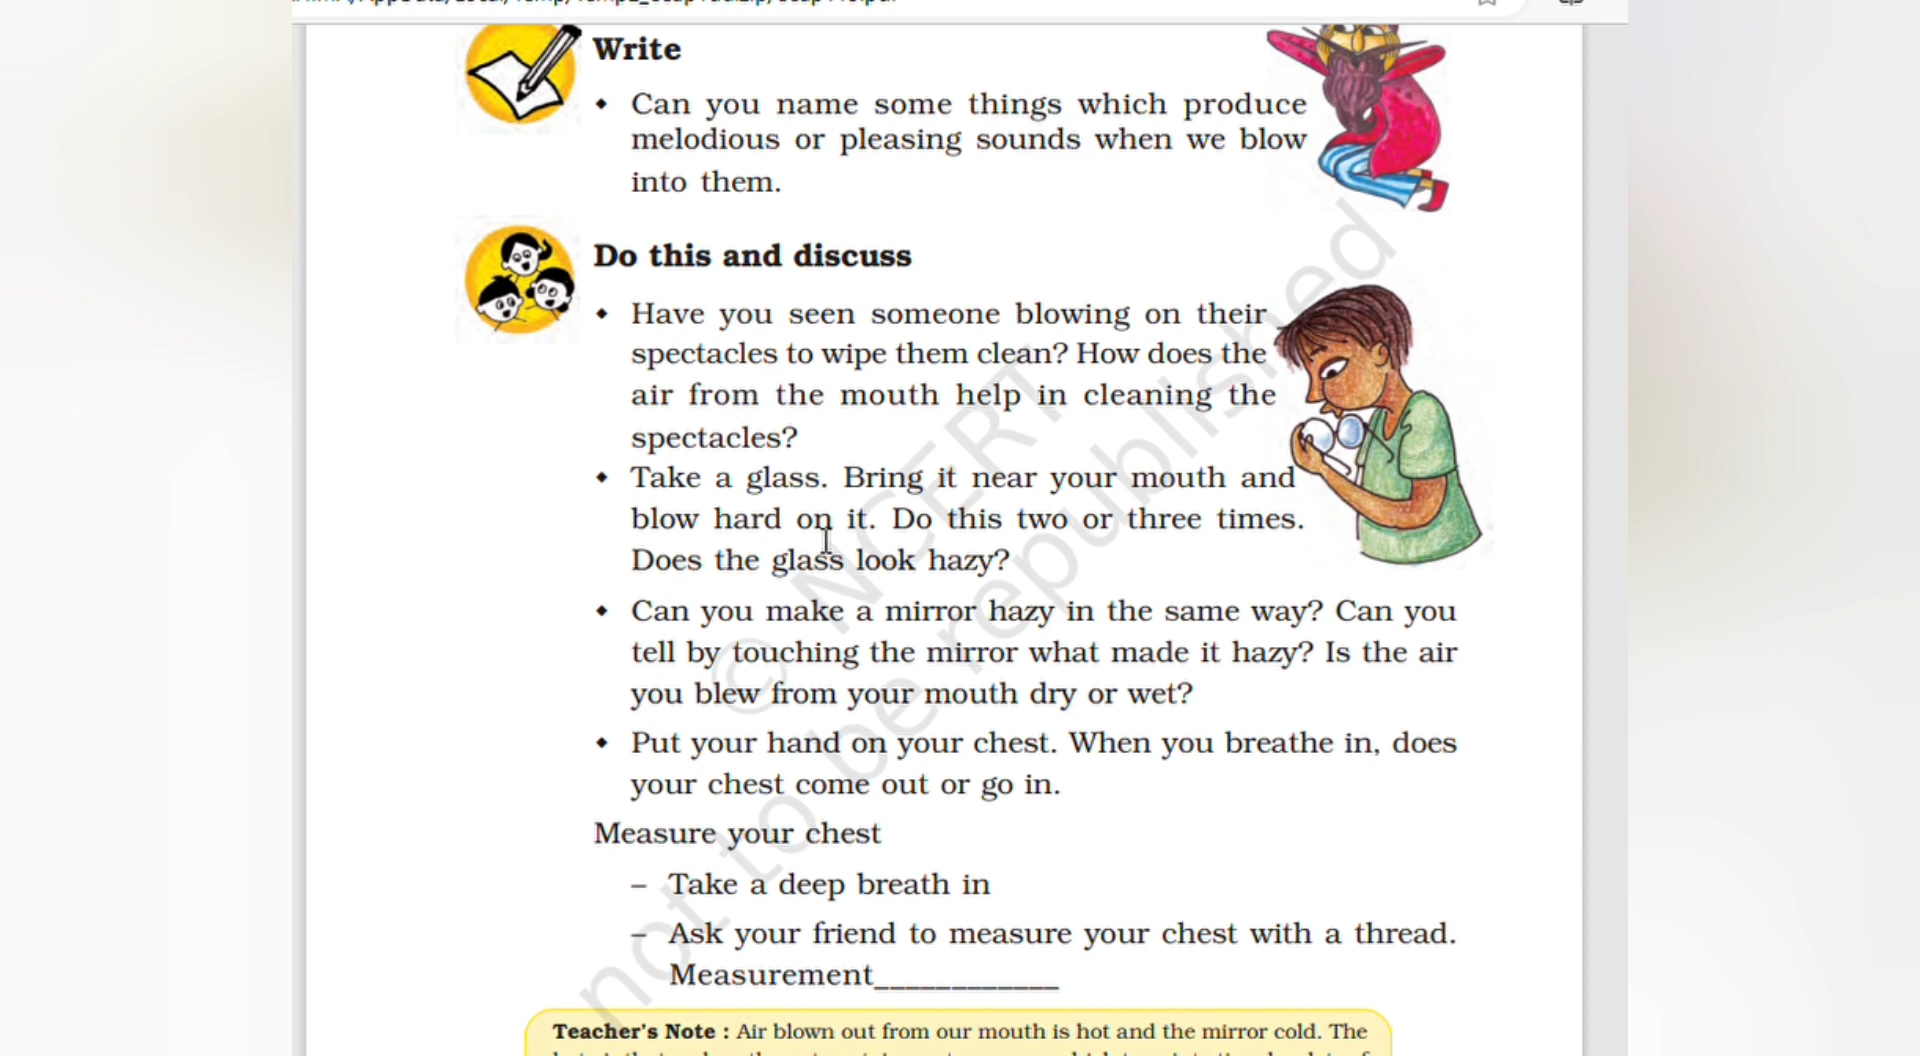 Write
• Can you name some things which produce
melodious or pleasing sounds when we blow
into them.
Do this and discuss
• Have you seen someone blowing on their
spectacles to wipe them clean? How does the
air from the mouth help in cleaning the
spectacles?
• Take a glass. Bring it near your mouth and
blow hard on it. Do this two or three times.
Does the glass look hazy?
• Can you make a mirror hazy in the same way? Can you
tell by touching the mirror what made it hazy? Is the air
you blew from your mouth dry or wet?
• Put your hand on your chest. When you breathe in, does
your chest come out or go in.
Measure your chest
– Take a deep breath in
– Ask your friend to measure your chest with a thread.
Measurement____________
Teacher's Note : Air blown out from our mouth is hot and the mirror cold. The
© NCERT
not to be republished